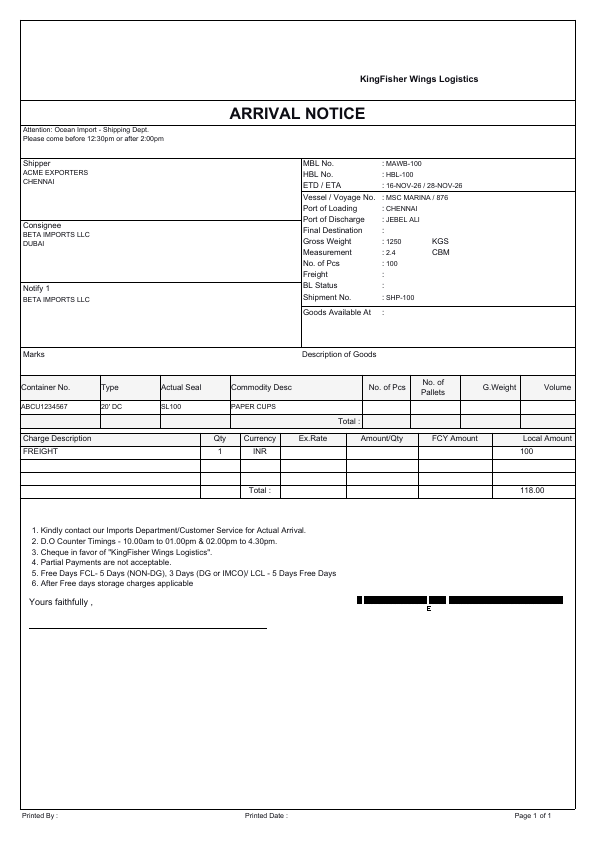 KingFisher Wings Logistics
ARRIVAL NOTICE
Attention: Ocean Import - Shipping Dept.
Please come before 12:30pm or after 2:00pm
Shipper
ACME EXPORTERS
CHENNAI
Consignee
BETA IMPORTS LLC
DUBAI
Notify 1
BETA IMPORTS LLC
MBL No. : MAWB-100
HBL No. : HBL-100
ETD / ETA : 16-NOV-26 / 28-NOV-26
Vessel / Voyage No. : MSC MARINA / 876
Port of Loading : CHENNAI
Port of Discharge : JEBEL ALI
Final Destination :
Gross Weight : 1250 KGS
Measurement : 2.4 CBM
No. of Pcs : 100
Freight :
BL Status :
Shipment No. : SHP-100
Goods Available At :
Marks Description of Goods
Container No. Type Actual Seal Commodity Desc No. of Pcs No. of Pallets G.Weight Volume
ABCU1234567 20' DC SL100 PAPER CUPS
Total :
Charge Description Qty Currency Ex.Rate Amount/Qty FCY Amount Local Amount
FREIGHT 1 INR 100
Total : 118.00
1. Kindly contact our Imports Department/Customer Service for Actual Arrival.
2. D.O Counter Timings - 10.00am to 01.00pm & 02.00pm to 4.30pm.
3. Cheque in favor of "KingFisher Wings Logistics".
4. Partial Payments are not acceptable.
5. Free Days FCL- 5 Days (NON-DG), 3 Days (DG or IMCO)/ LCL - 5 Days Free Days
6. After Free days storage charges applicable
Yours faithfully ,
E
Printed By : Printed Date : Page 1 of 1